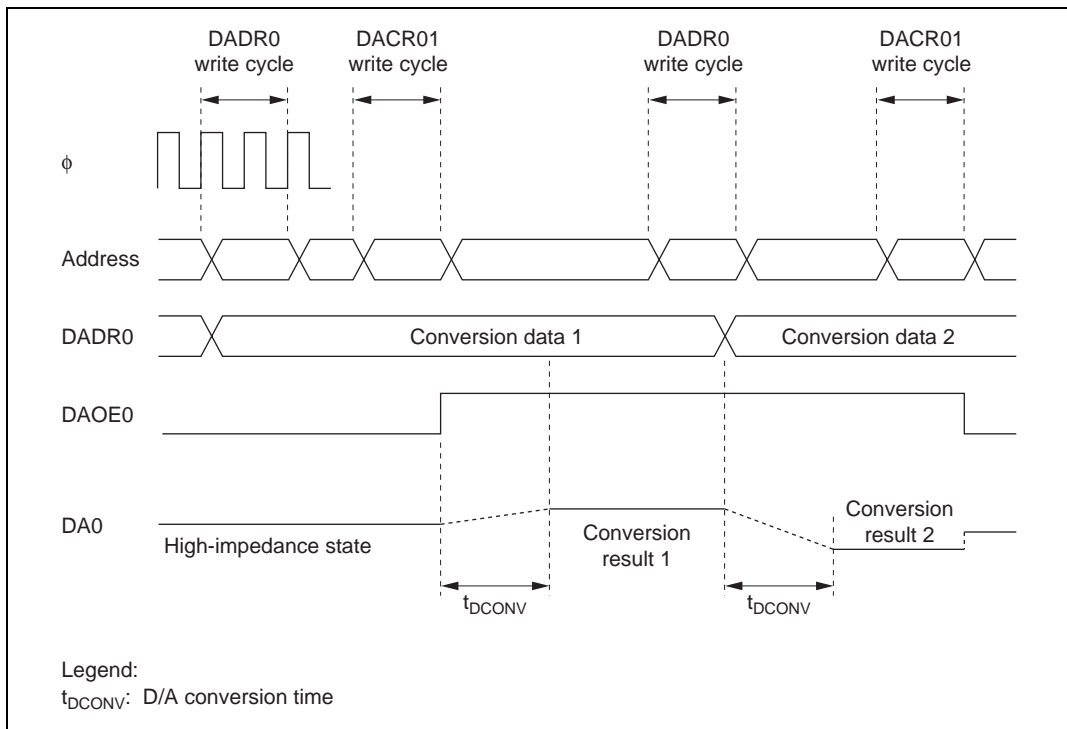 DADR0 write cycle
DACR01 write cycle
DADR0 write cycle
DACR01 write cycle
ϕ
Address
DADR0
Conversion data 1
Conversion data 2
DAOE0
DA0
High-impedance state
Conversion result 1
Conversion result 2
tDCONV
tDCONV
Legend:
tDCONV: D/A conversion time